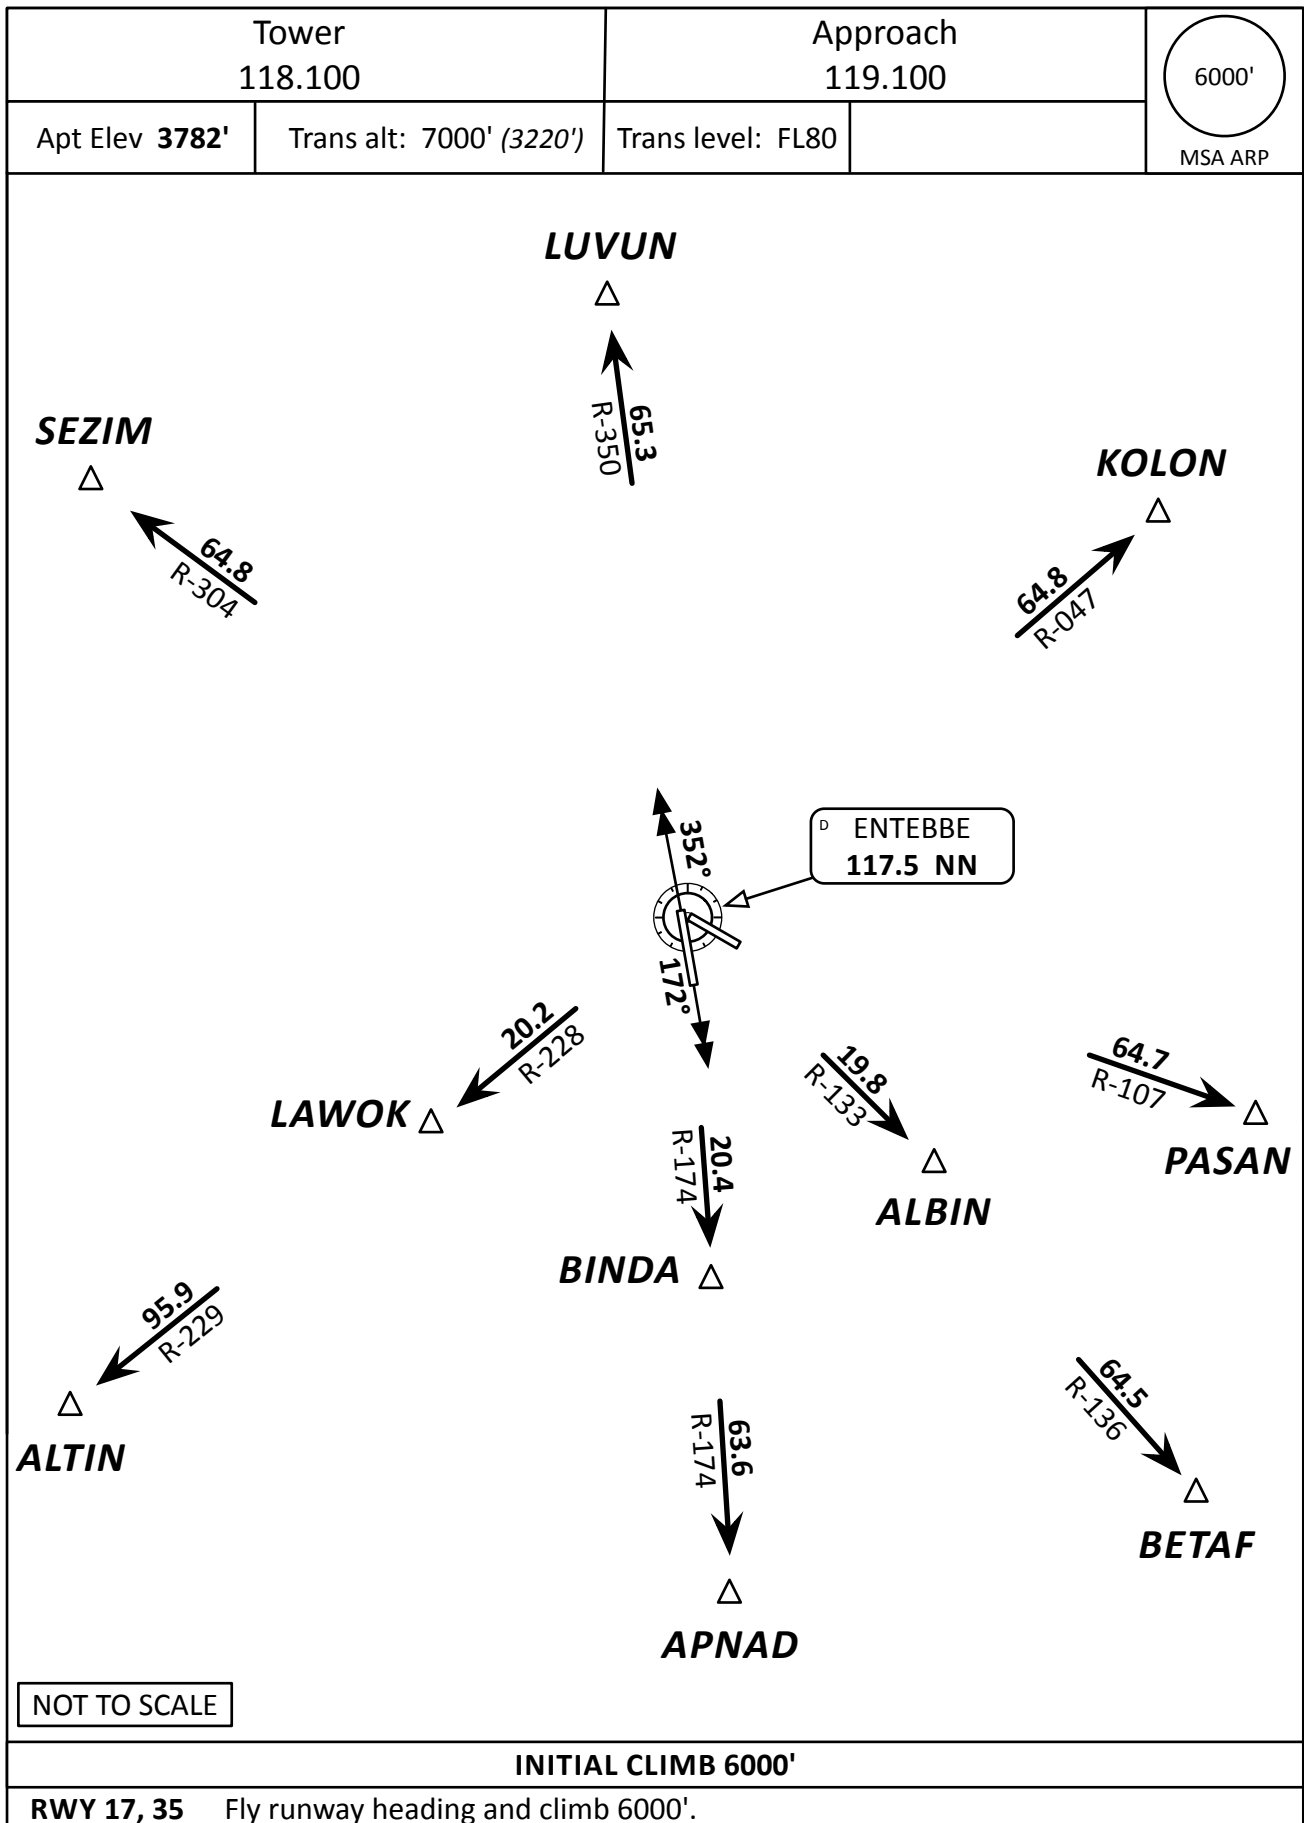 Tower
118.100
Approach
119.100
6000'
MSA ARP
Apt Elev 3782'
Trans alt: 7000' (3220')
Trans level: FL80
LUVUN
65.3
R-350
SEZIM
64.8
R-304
KOLON
64.8
R-047
352°
D ENTEBBE
117.5 NN
172°
20.2
R-228
LAWOK
19.8
R-133
ALBIN
64.7
R-107
PASAN
20.4
R-174
BINDA
95.9
R-229
ALTIN
64.5
R-136
BETAF
63.6
R-174
APNAD
NOT TO SCALE
INITIAL CLIMB 6000'
RWY 17, 35 Fly runway heading and climb 6000'.